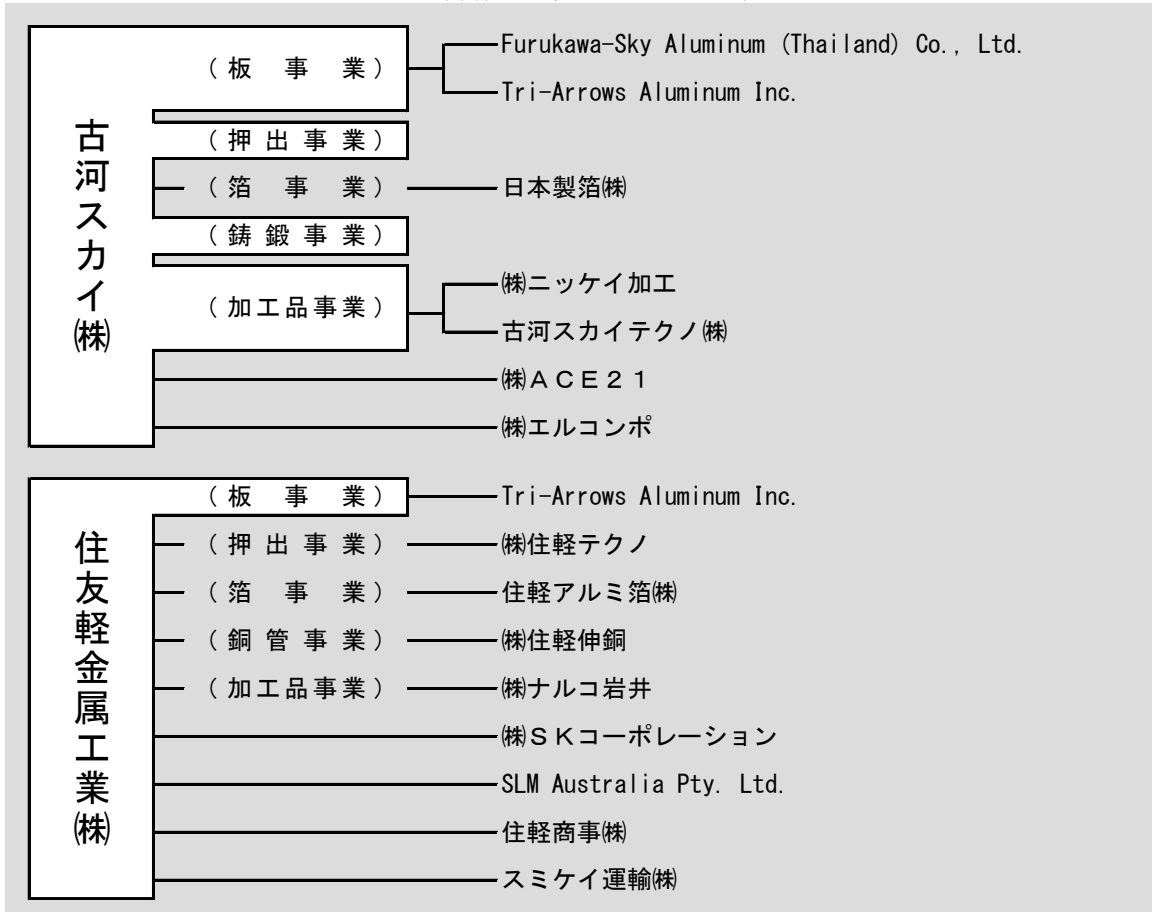 古河スカイ㈱
（板　事　業）
Furukawa-Sky Aluminum (Thailand) Co., Ltd.
Tri-Arrows Aluminum Inc.
（押出事業）
（箔　事　業）
日本製箔㈱
（鋳鍛事業）
（加工品事業）
㈱ニッケイ加工
古河スカイテクノ㈱
㈱ＡＣＥ２１
㈱エルコンポ
住友軽金属工業㈱
（板　事　業）
Tri-Arrows Aluminum Inc.
（押出事業）
㈱住軽テクノ
（箔　事　業）
住軽アルミ箔㈱
（銅管事業）
㈱住軽伸銅
（加工品事業）
㈱ナルコ岩井
㈱ＳＫコーポレーション
SLM Australia Pty. Ltd.
住軽商事㈱
スミケイ運輸㈱